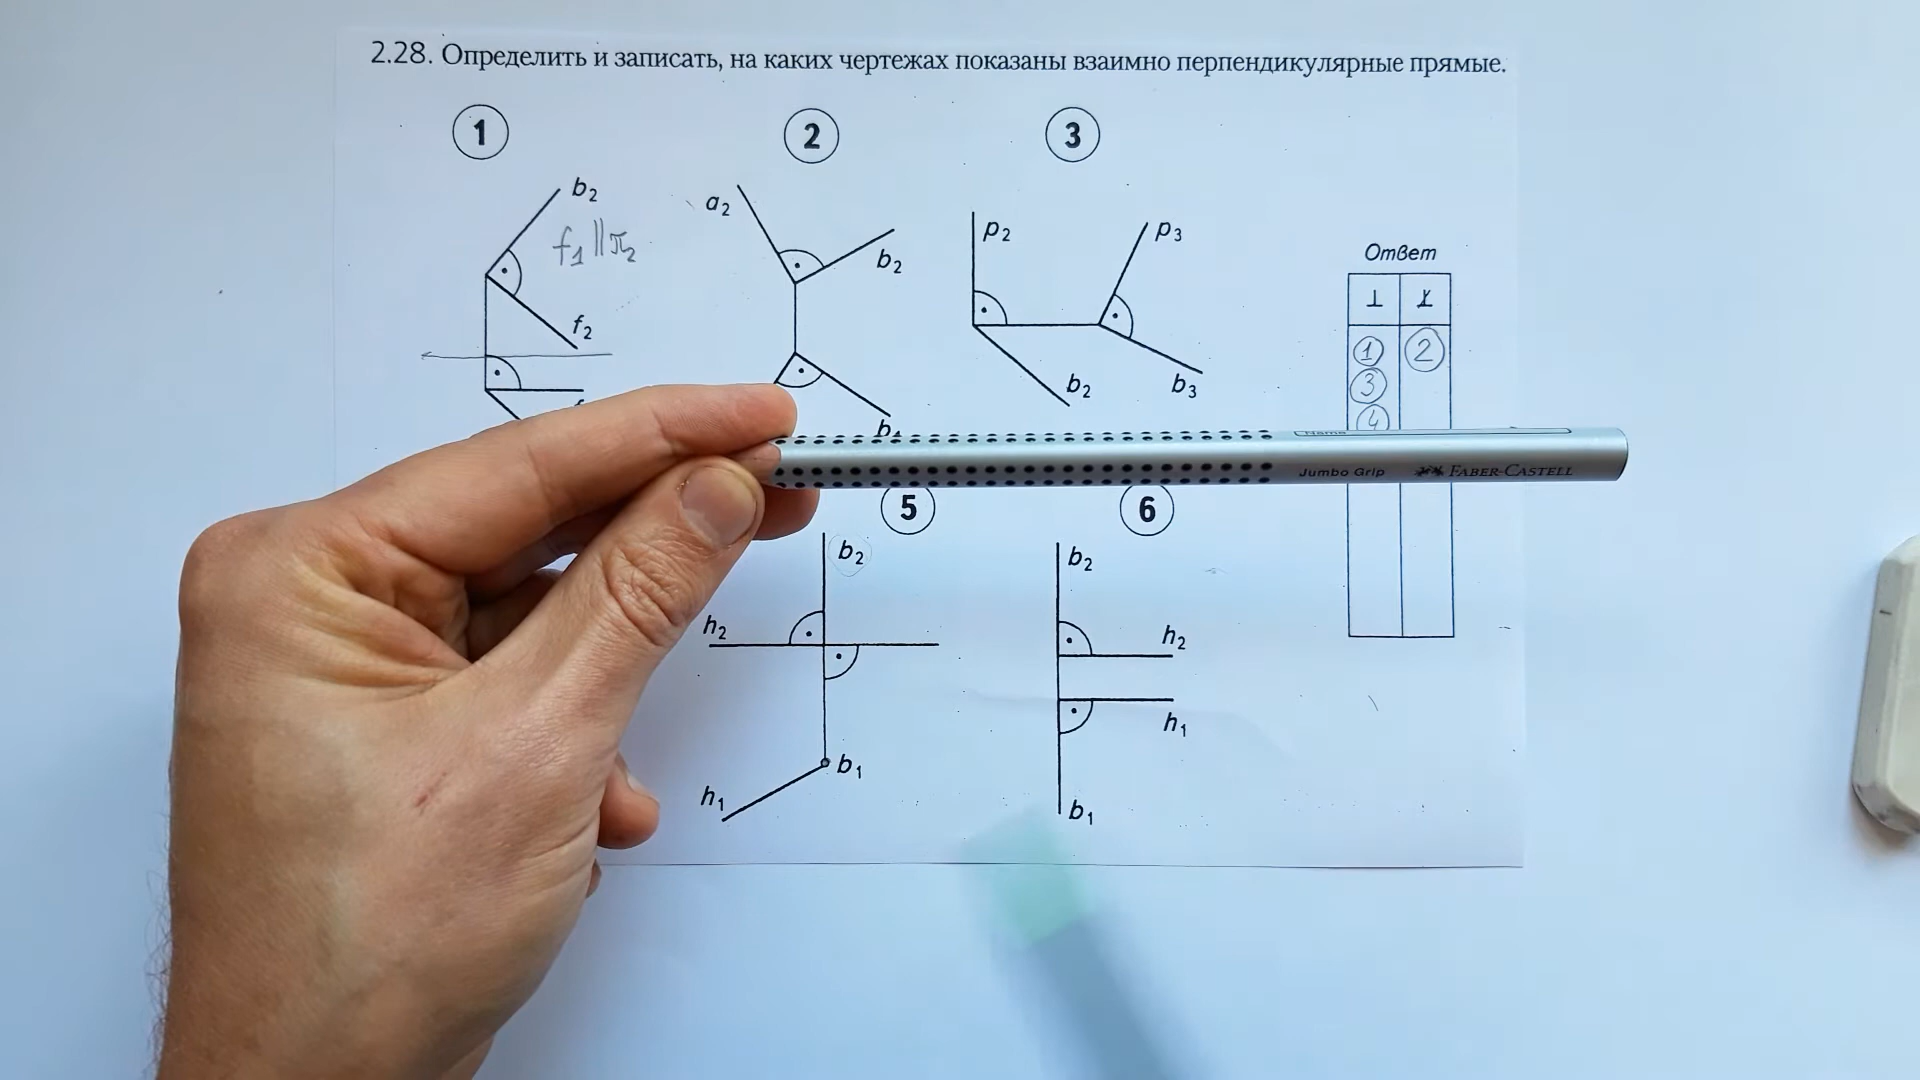 2.28. Определить и записать, на каких чертежах показаны взаимно перпендикулярные прямые.
1
2
3
b₂
f₁ || π₂
f₂
a₂
b₂
p₂
p₃
b₂
b₃
Ответ
⊥
1
2
3
4
Jumbo Grip FABER-CASTELL
5
6
b₂
h₂
b₁
h₁
b₂
h₂
h₁
b₁